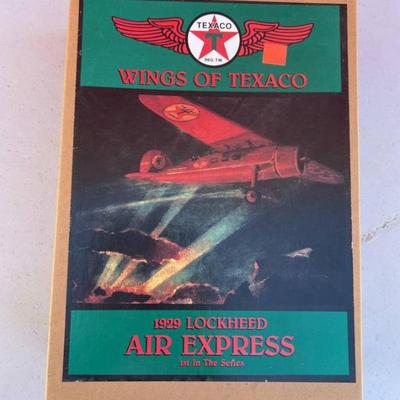 TEXACO
T
REG. T.M.
WINGS OF TEXACO
1929 LOCKHEED
AIR EXPRESS
1st In The Series